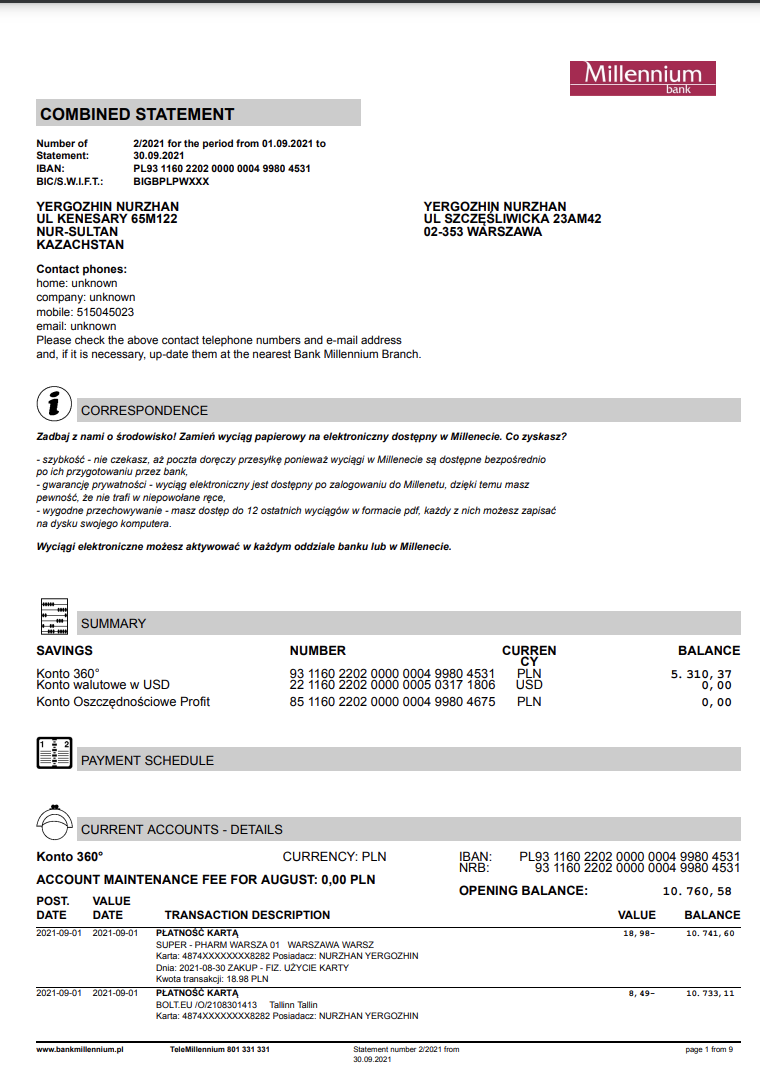 Millennium
bank
COMBINED STATEMENT
Number of Statement: 2/2021 for the period from 01.09.2021 to 30.09.2021
IBAN: PL93 1160 2202 0000 0004 9980 4531
BIC/S.W.I.F.T.: BIGBPLPWXXX
YERGOZHIN NURZHAN
UL KENESARY 65M122
NUR-SULTAN
KAZACHSTAN
YERGOZHIN NURZHAN
UL SZCZĘŚLIWICKA 23AM42
02-353 WARSZAWA
Contact phones:
home: unknown
company: unknown
mobile: 515045023
email: unknown
Please check the above contact telephone numbers and e-mail address
and, if it is necessary, up-date them at the nearest Bank Millennium Branch.
CORRESPONDENCE
Zadbaj z nami o środowisko! Zamień wyciąg papierowy na elektroniczny dostępny w Millenecie. Co zyskasz?
- szybkość - nie czekasz, aż poczta doręczy przesyłkę ponieważ wyciągi w Millenecie są dostępne bezpośrednio
po ich przygotowaniu przez bank,
- gwarancję prywatności - wyciąg elektroniczny jest dostępny po zalogowaniu do Millenetu, dzięki temu masz
pewność, że nie trafi w niepowołane ręce,
- wygodne przechowywanie - masz dostęp do 12 ostatnich wyciągów w formacie pdf, każdy z nich możesz zapisać
na dysku swojego komputera.
Wyciągi elektroniczne możesz aktywować w każdym oddziale banku lub w Millenecie.
SUMMARY
SAVINGS NUMBER CURREN CY BALANCE
Konto 360° 93 1160 2202 0000 0004 9980 4531 PLN 5.310,37
Konto walutowe w USD 22 1160 2202 0000 0005 0317 1806 USD 0,00
Konto Oszczędnościowe Profit 85 1160 2202 0000 0004 9980 4675 PLN 0,00
1 2
PAYMENT SCHEDULE
CURRENT ACCOUNTS - DETAILS
Konto 360° CURRENCY: PLN IBAN: PL93 1160 2202 0000 0004 9980 4531
NRB: 93 1160 2202 0000 0004 9980 4531
ACCOUNT MAINTENANCE FEE FOR AUGUST: 0,00 PLN
OPENING BALANCE: 10.760,58
POST. DATE VALUE DATE TRANSACTION DESCRIPTION VALUE BALANCE
2021-09-01 2021-09-01 PŁATNOŚĆ KARTĄ 18,98- 10.741,60
SUPER - PHARM WARSZA 01 WARSZAWA WARSZ
Karta: 4874XXXXXXXX8282 Posiadacz: NURZHAN YERGOZHIN
Dnia: 2021-08-30 ZAKUP - FIZ. UŻYCIE KARTY
Kwota transakcji: 18.98 PLN
2021-09-01 2021-09-01 PŁATNOŚĆ KARTĄ 8,49- 10.733,11
BOLT.EU /O/2108301413 Tallinn Tallin
Karta: 4874XXXXXXXX8282 Posiadacz: NURZHAN YERGOZHIN
www.bankmillennium.pl TeleMillennium 801 331 331 Statement number 2/2021 from 30.09.2021 page 1 from 9